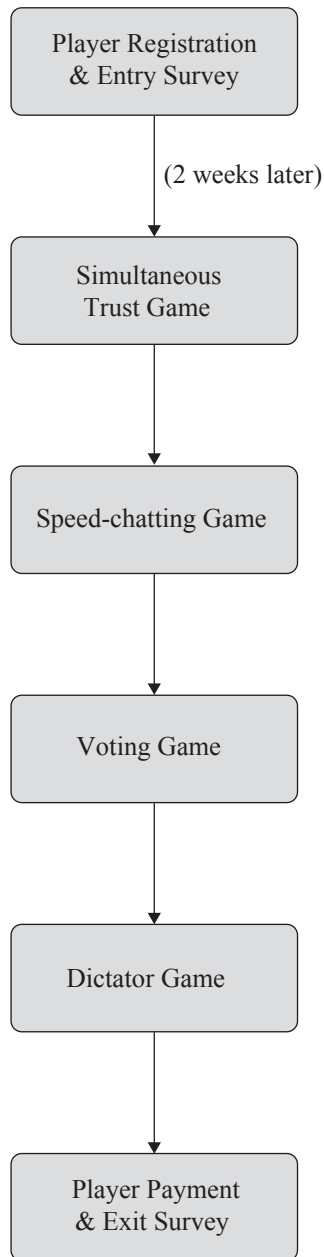 Player Registration
& Entry Survey
(2 weeks later)
Simultaneous
Trust Game
Speed-chatting Game
Voting Game
Dictator Game
Player Payment
& Exit Survey